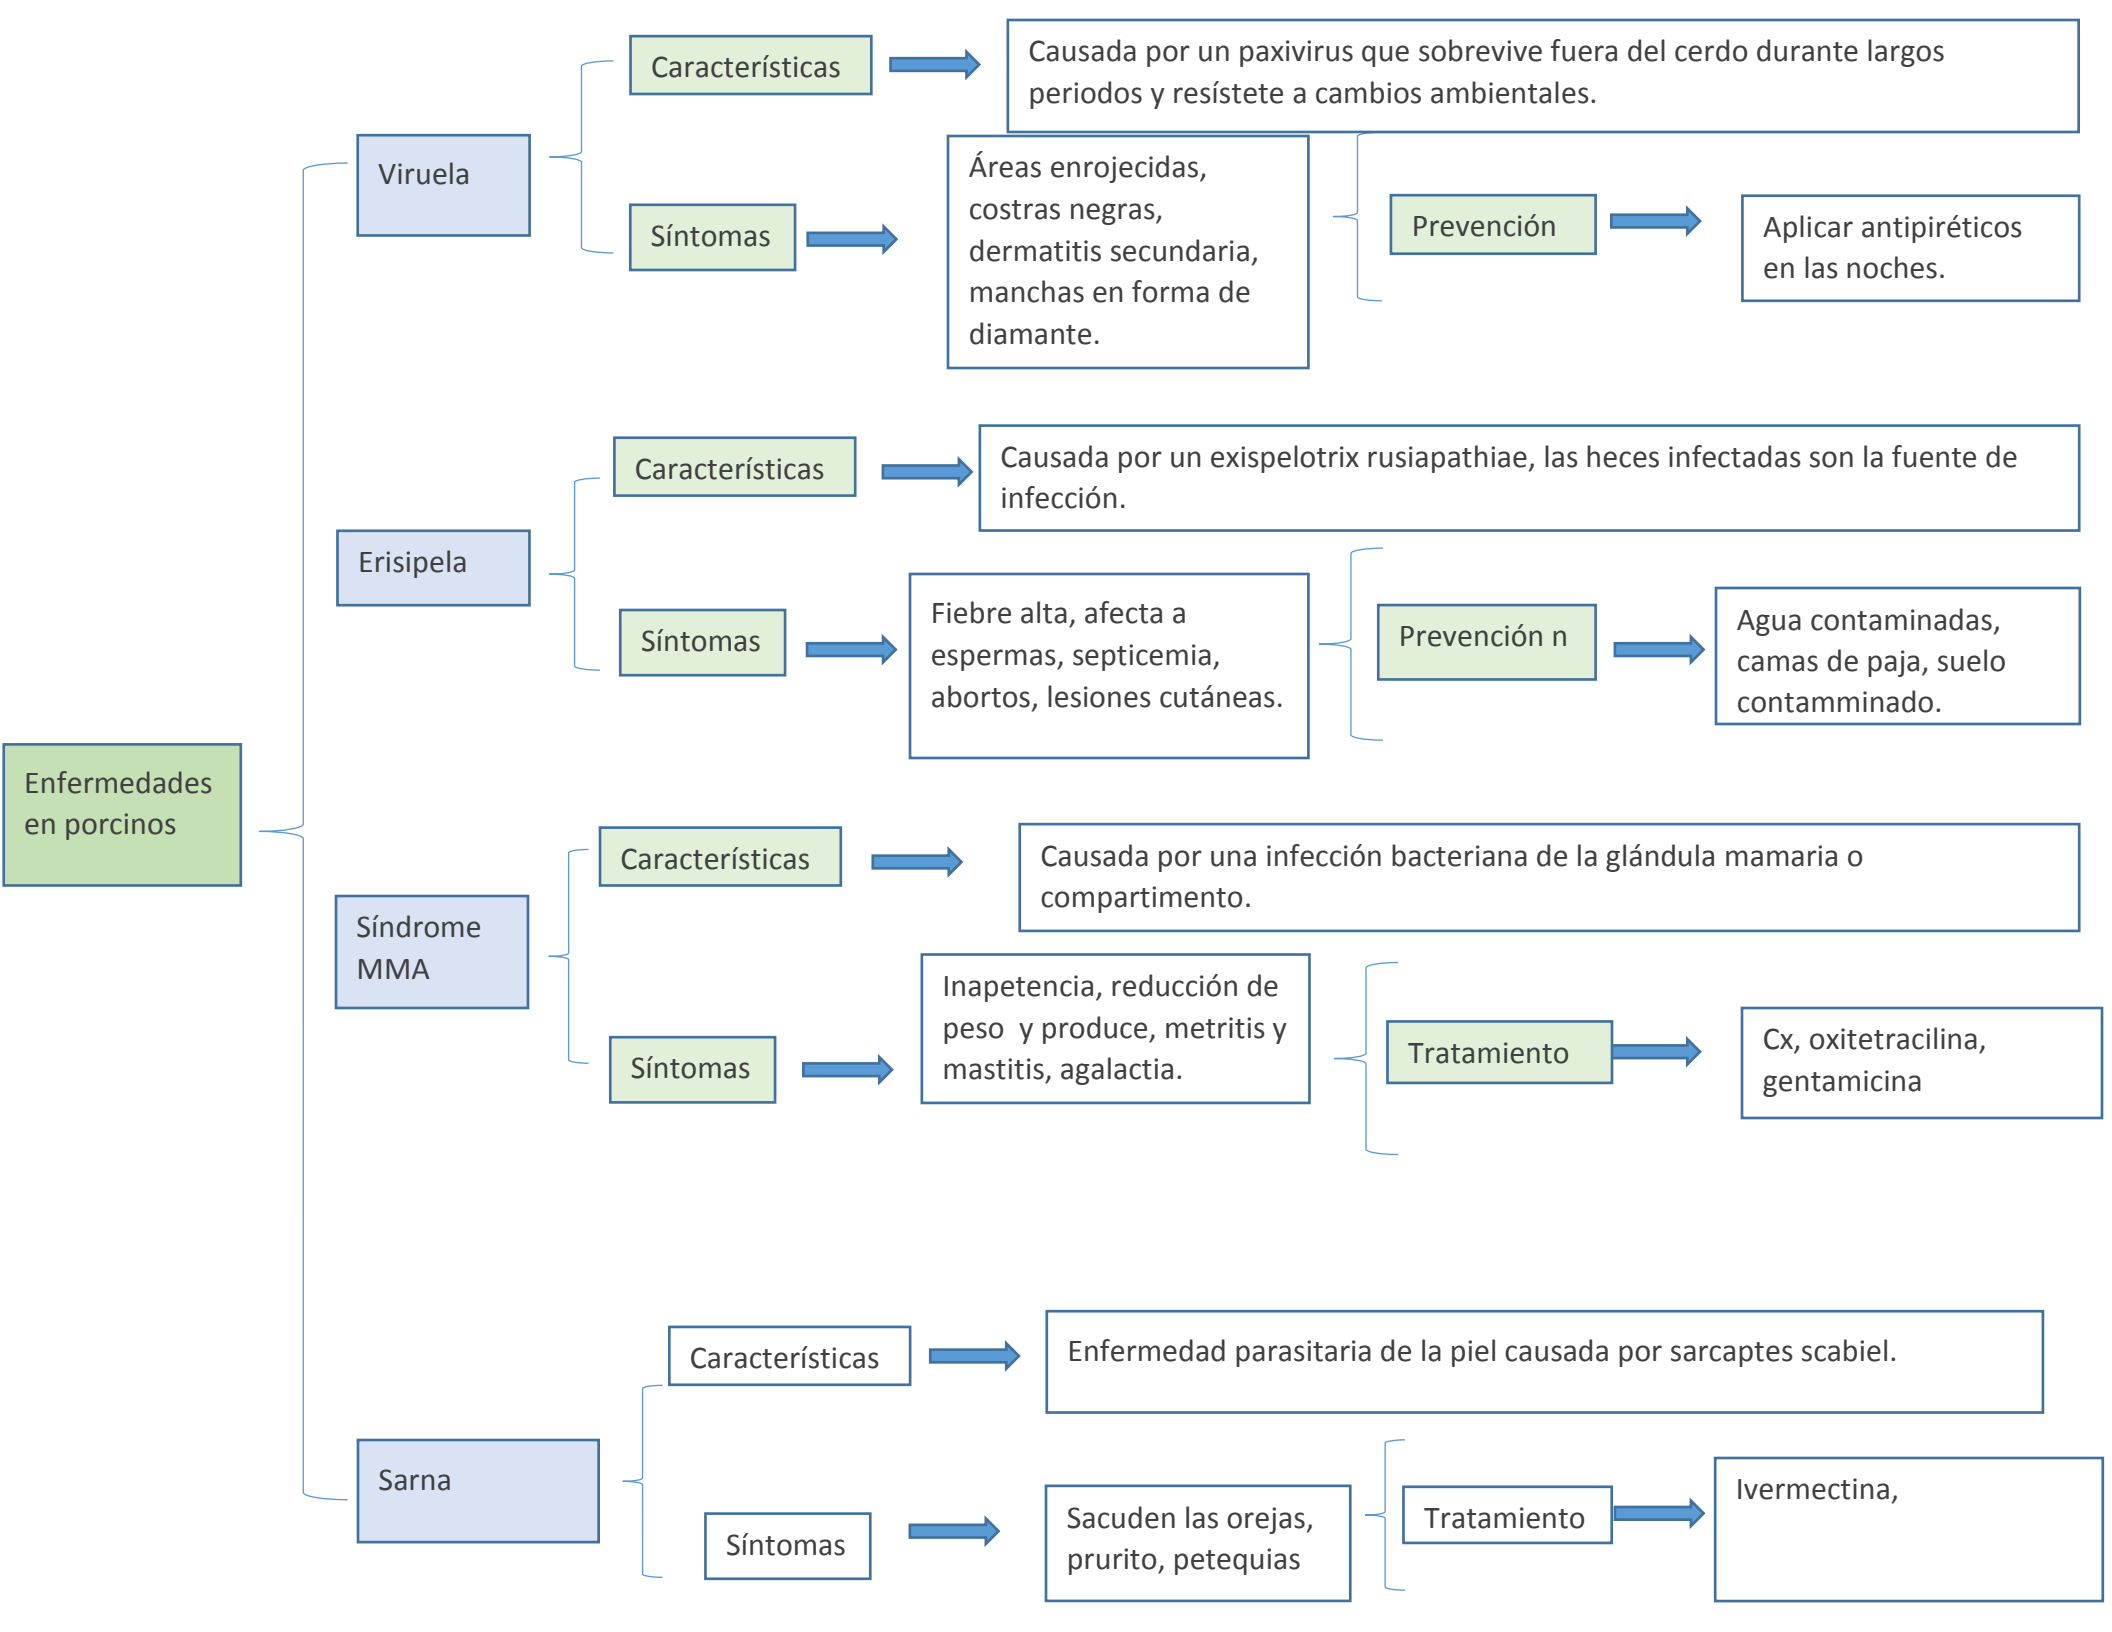 Enfermedades
en porcinos
Viruela
Características
Causada por un paxivirus que sobrevive fuera del cerdo durante largos
periodos y resístete a cambios ambientales.
Síntomas
Áreas enrojecidas,
costras negras,
dermatitis secundaria,
manchas en forma de
diamante.
Prevención
Aplicar antipiréticos
en las noches.
Erisipela
Características
Causada por un exispelotrix rusiapathiae, las heces infectadas son la fuente de
infección.
Síntomas
Fiebre alta, afecta a
espermas, septicemia,
abortos, lesiones cutáneas.
Prevención n
Agua contaminadas,
camas de paja, suelo
contamminado.
Síndrome
MMA
Características
Causada por una infección bacteriana de la glándula mamaria o
compartimento.
Síntomas
Inapetencia, reducción de
peso  y produce, metritis y
mastitis, agalactia.
Tratamiento
Cx, oxitetracilina,
gentamicina
Sarna
Características
Enfermedad parasitaria de la piel causada por sarcaptes scabiel.
Síntomas
Sacuden las orejas,
prurito, petequias
Tratamiento
Ivermectina,